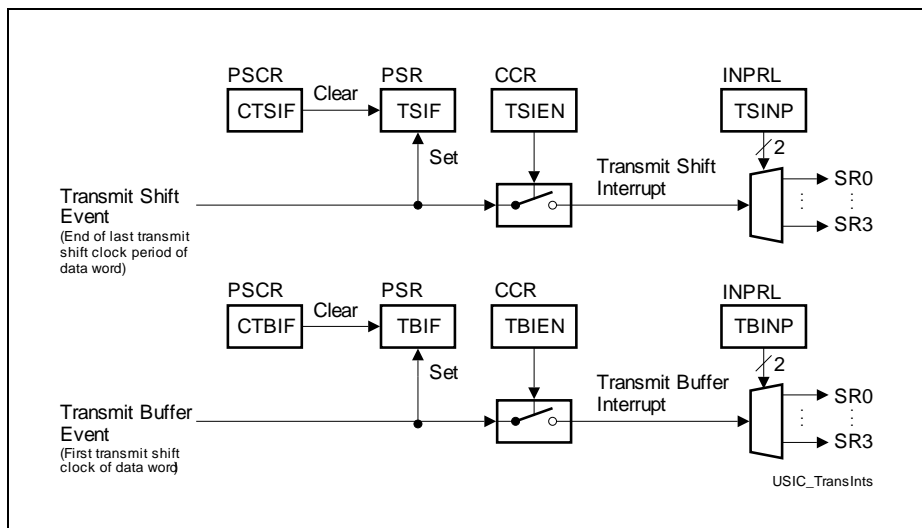 PSCR
PSR
CCR
INPRL
CTSIF
Clear
TSIF
TSIEN
TSINP
Set
2
Transmit Shift
Interrupt
SR0
SR3
Transmit Shift
Event
(End of last transmit
shift clock period of
data word)
PSCR
PSR
CCR
INPRL
CTBIF
Clear
TBIF
TBIEN
TBINP
Set
2
Transmit Buffer
Interrupt
SR0
SR3
Transmit Buffer
Event
(First transmit shift
clock of data word)
USIC_TransInts